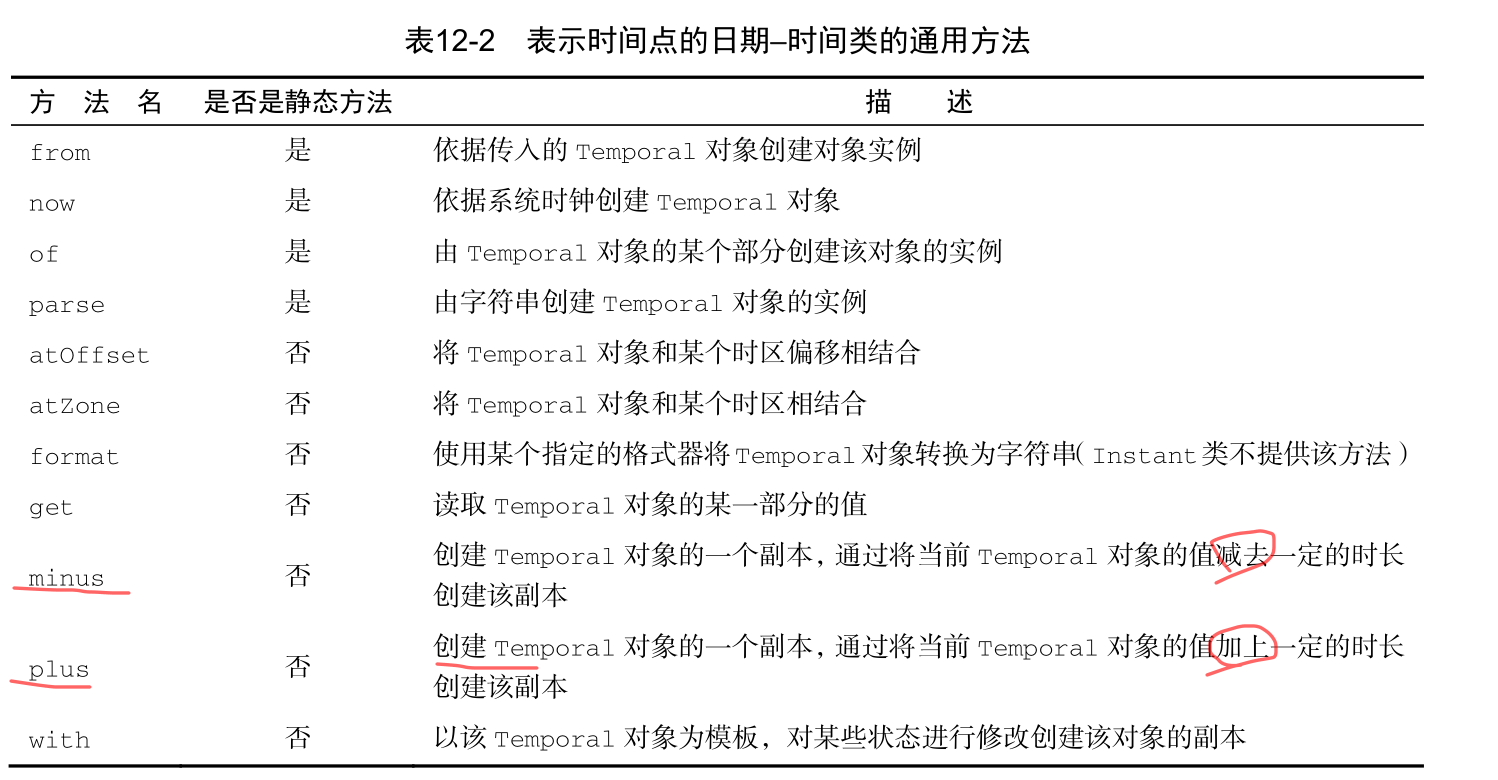 表12-2 表示时间点的日期–时间类的通用方法
方 法 名 是否是静态方法 描 述
from 是 依据传入的 Temporal 对象创建对象实例
now 是 依据系统时钟创建 Temporal 对象
of 是 由 Temporal 对象的某个部分创建该对象的实例
parse 是 由字符串创建 Temporal 对象的实例
atOffset 否 将 Temporal 对象和某个时区偏移相结合
atZone 否 将 Temporal 对象和某个时区相结合
format 否 使用某个指定的格式器将 Temporal 对象转换为字符串（Instant 类不提供该方法）
get 否 读取 Temporal 对象的某一部分的值
minus 否 创建 Temporal 对象的一个副本，通过将当前 Temporal 对象的值减去一定的时长
创建该副本
plus 否 创建 Temporal 对象的一个副本，通过将当前 Temporal 对象的值加上一定的时长
创建该副本
with 否 以该 Temporal 对象为模板，对某些状态进行修改创建该对象的副本